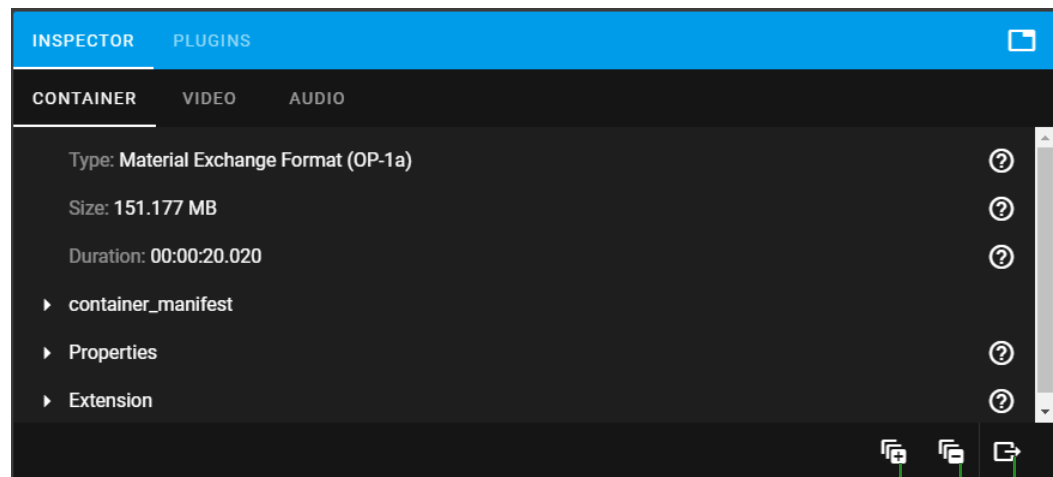 INSPECTOR PLUGINS
CONTAINER VIDEO AUDIO
Type: Material Exchange Format (OP-1a)
Size: 151.177 MB
Duration: 00:00:20.020
container_manifest
Properties
Extension